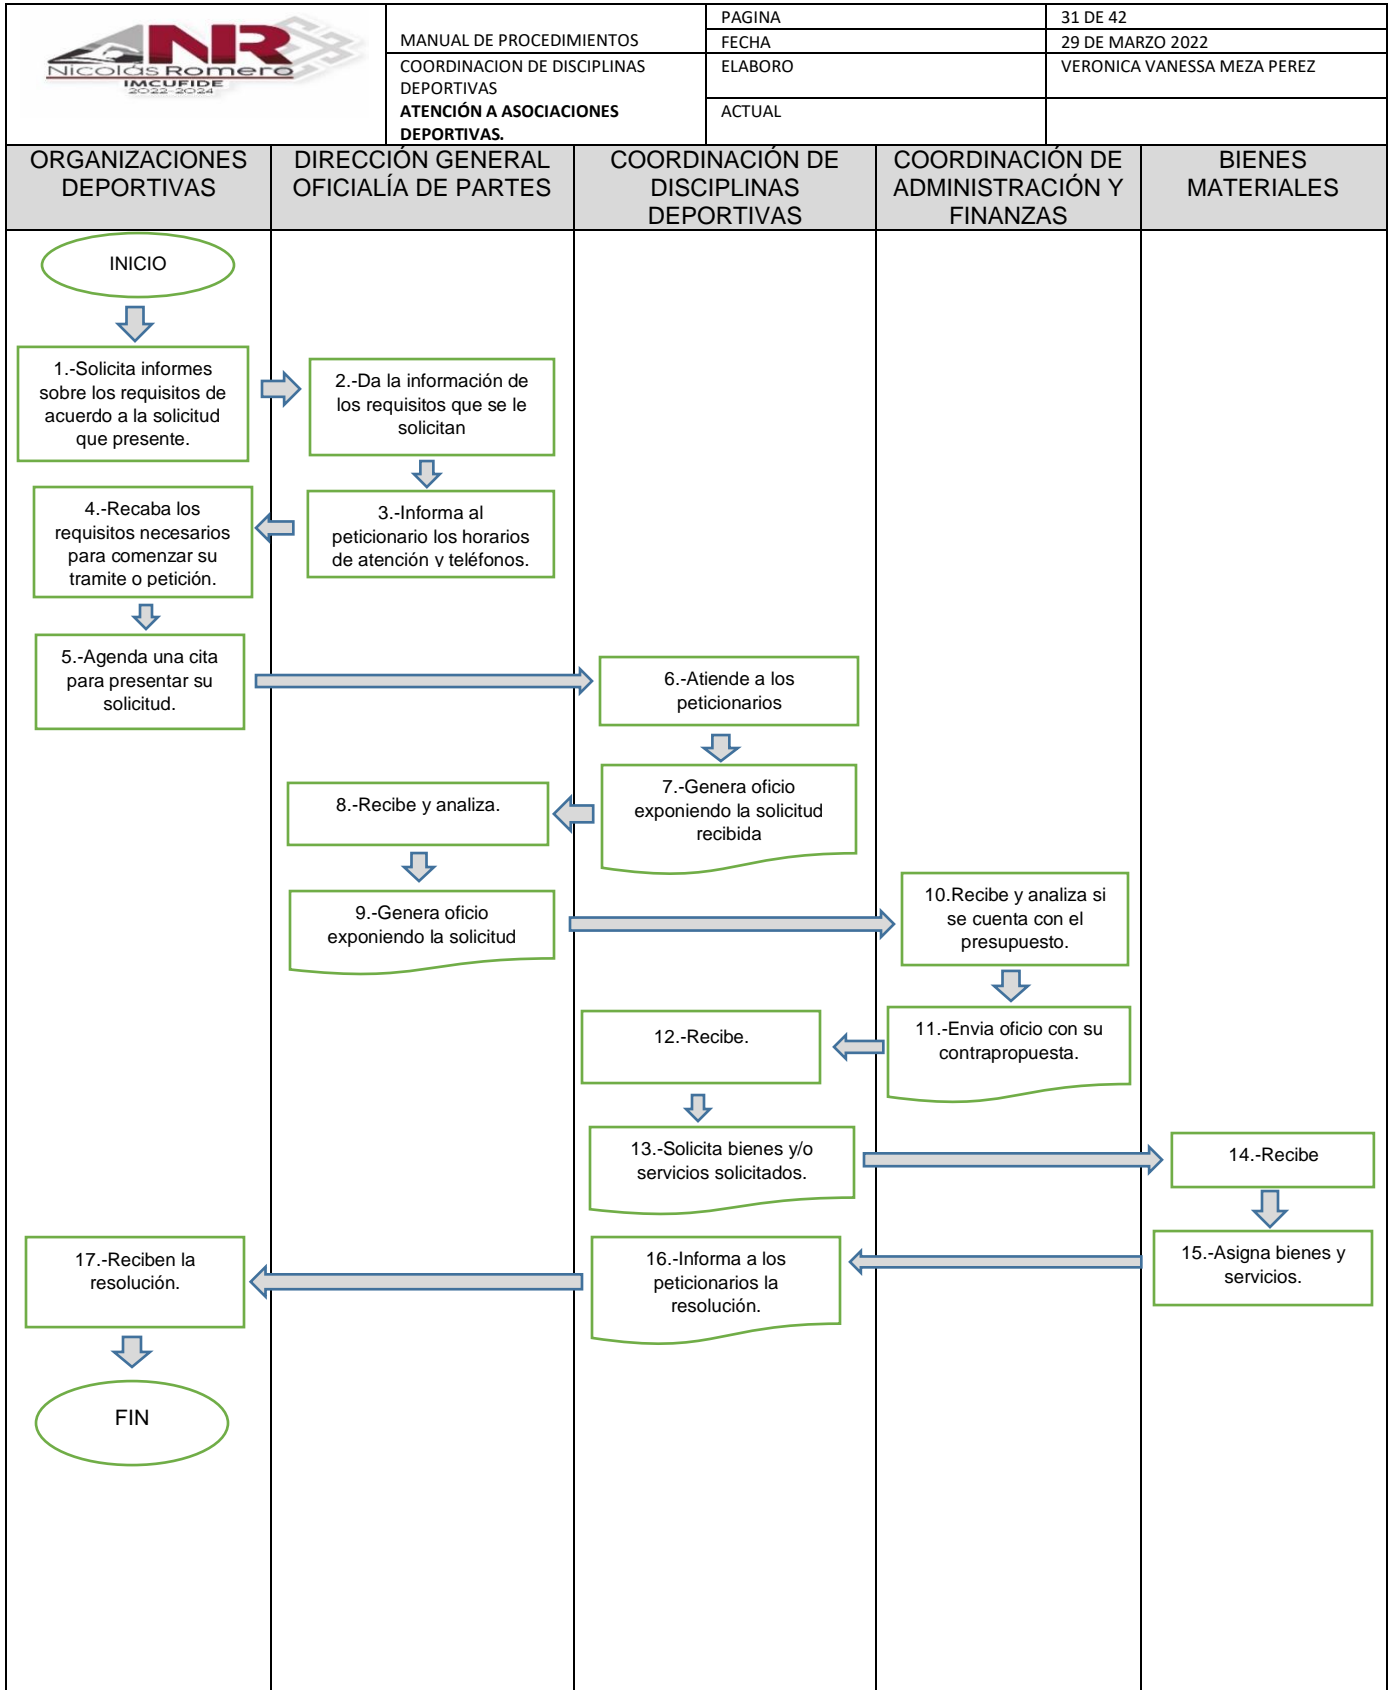 NR
Nicolás Romero
IMCUFIDE
2022-2024
MANUAL DE PROCEDIMIENTOS
COORDINACION DE DISCIPLINAS
DEPORTIVAS
ATENCIÓN A ASOCIACIONES
DEPORTIVAS.
PAGINA
31 DE 42
FECHA
29 DE MARZO 2022
ELABORO
VERONICA VANESSA MEZA PEREZ
ACTUAL
ORGANIZACIONES
DEPORTIVAS
DIRECCIÓN GENERAL
OFICIALÍA DE PARTES
COORDINACIÓN DE
DISCIPLINAS
DEPORTIVAS
COORDINACIÓN DE
ADMINISTRACIÓN Y
FINANZAS
BIENES
MATERIALES
INICIO
1.-Solicita informes
sobre los requisitos de
acuerdo a la solicitud
que presente.
2.-Da la información de
los requisitos que se le
solicitan
3.-Informa al
peticionario los horarios
de atención y teléfonos.
4.-Recaba los
requisitos necesarios
para comenzar su
tramite o petición.
5.-Agenda una cita
para presentar su
solicitud.
6.-Atiende a los
peticionarios
7.-Genera oficio
exponiendo la solicitud
recibida
8.-Recibe y analiza.
9.-Genera oficio
exponiendo la solicitud
10.Recibe y analiza si
se cuenta con el
presupuesto.
11.-Envia oficio con su
contrapropuesta.
12.-Recibe.
13.-Solicita bienes y/o
servicios solicitados.
14.-Recibe
15.-Asigna bienes y
servicios.
16.-Informa a los
peticionarios la
resolución.
17.-Reciben la
resolución.
FIN